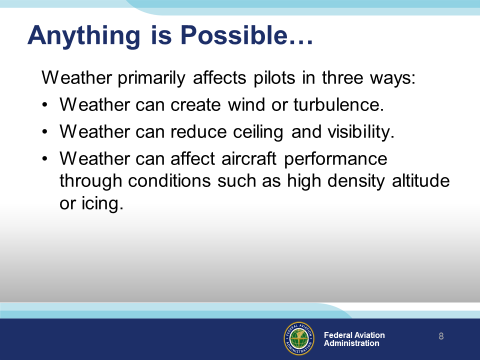 Anything is Possible…
Weather primarily affects pilots in three ways:
• Weather can create wind or turbulence.
• Weather can reduce ceiling and visibility.
• Weather can affect aircraft performance
through conditions such as high density altitude
or icing.
Federal Aviation
Administration
8